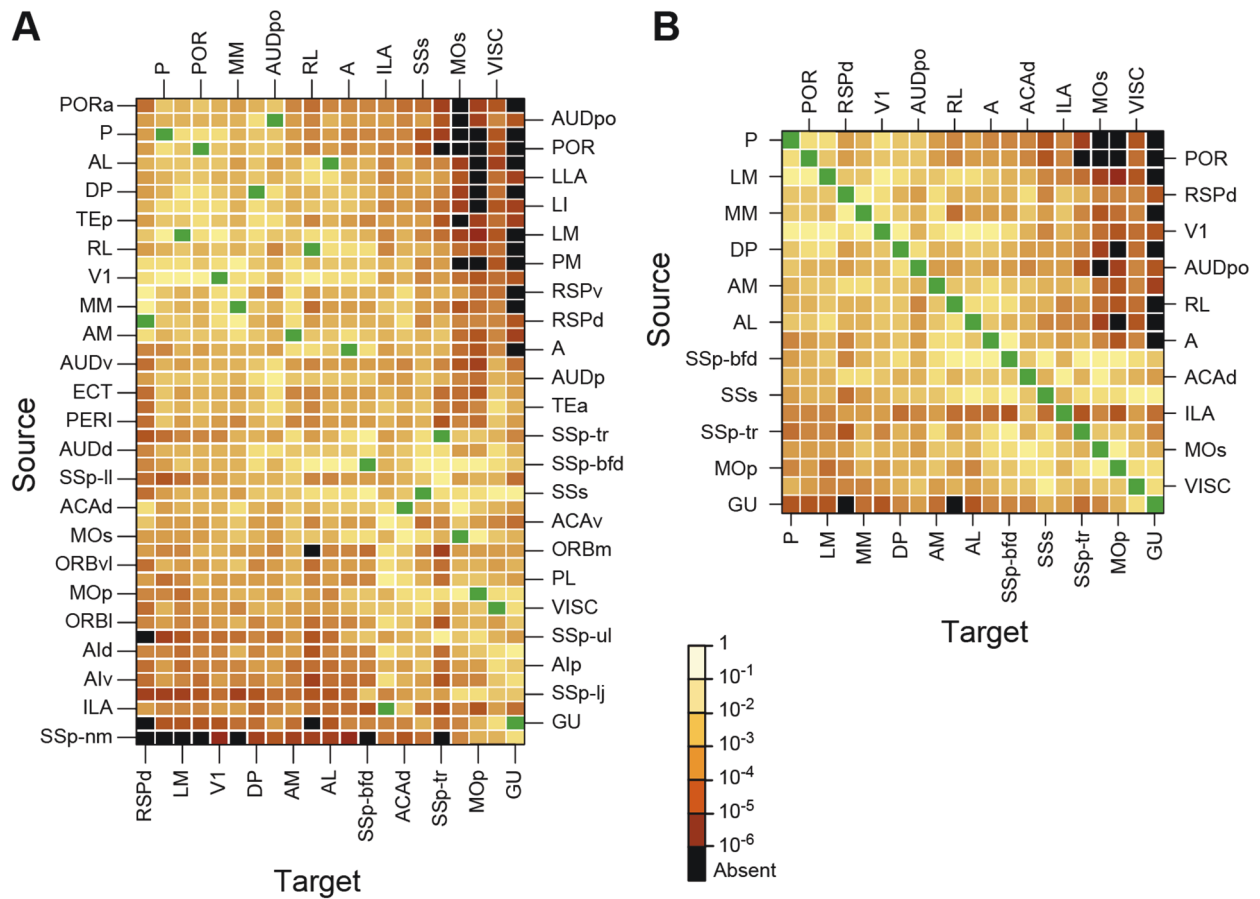 A
P
POR
MM
AUDpo
RL
A
ILA
SSs
MOs
VISC
PORa
P
AL
DP
TEp
RL
V1
MM
AM
AUDv
ECT
PERI
AUDd
SSp-ll
ACAd
MOs
ORBvl
MOp
ORBl
AId
AIv
ILA
SSp-nm
AUDpo
POR
LLA
LI
LM
PM
RSPv
RSPd
A
AUDp
TEa
SSp-tr
SSp-bfd
SSs
ACAv
ORBm
PL
VISC
SSp-ul
AIp
SSp-lj
GU
Source
RSPd
LM
V1
DP
AM
AL
SSp-bfd
ACAd
SSp-tr
MOp
GU
Target
B
POR
RSPd
V1
AUDpo
RL
A
ACAd
ILA
MOs
VISC
P
LM
MM
DP
AM
AL
SSp-bfd
SSs
SSp-tr
MOp
GU
POR
RSPd
V1
AUDpo
RL
A
ACAd
ILA
MOs
VISC
Source
P
LM
MM
DP
AM
AL
SSp-bfd
SSs
SSp-tr
MOp
GU
Target
1
10-1
10-2
10-3
10-4
10-5
10-6
Absent